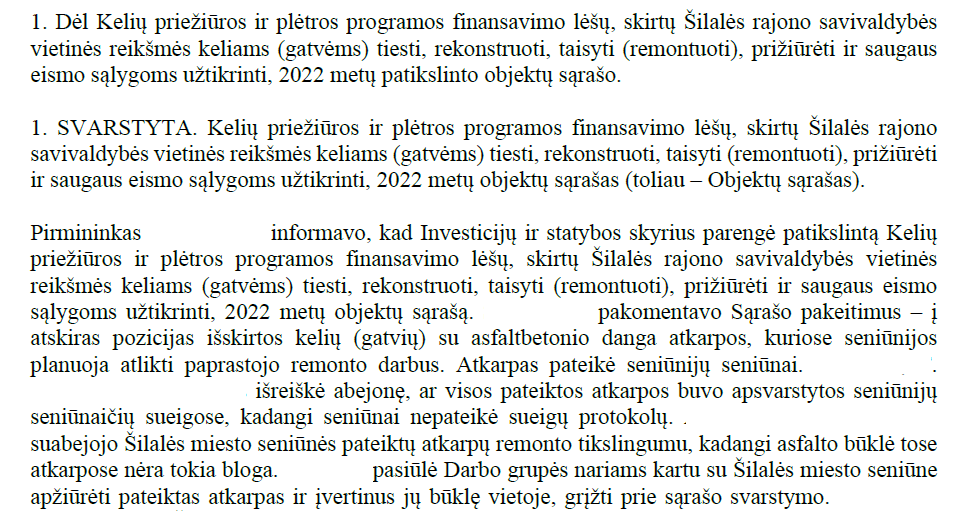 1. Dėl Kelių priežiūros ir plėtros programos finansavimo lėšų, skirtų Šilalės rajono savivaldybės
vietinės reikšmės keliams (gatvėms) tiesti, rekonstruoti, taisyti (remontuoti), prižiūrėti ir saugaus
eismo sąlygoms užtikrinti, 2022 metų patikslinto objektų sąrašo.
1. SVARSTYTA. Kelių priežiūros ir plėtros programos finansavimo lėšų, skirtų Šilalės rajono
savivaldybės vietinės reikšmės keliams (gatvėms) tiesti, rekonstruoti, taisyti (remontuoti), prižiūrėti
ir saugaus eismo sąlygoms užtikrinti, 2022 metų objektų sąrašas (toliau – Objektų sąrašas).
Pirmininkas informavo, kad Investicijų ir statybos skyrius parengė patikslintą Kelių
priežiūros ir plėtros programos finansavimo lėšų, skirtų Šilalės rajono savivaldybės vietinės
reikšmės keliams (gatvėms) tiesti, rekonstruoti, taisyti (remontuoti), prižiūrėti ir saugaus eismo
sąlygoms užtikrinti, 2022 metų objektų sąrašą. pakomentavo Sąrašo pakeitimus – į
atskiras pozicijas išskirtos kelių (gatvių) su asfaltbetonio danga atkarpos, kuriose seniūnijos
planuoja atlikti paprastojo remonto darbus. Atkarpas pateikė seniūnijų seniūnai. .
išreiškė abejonę, ar visos pateiktos atkarpos buvo apsvarstytos seniūnijų
seniūnaičių sueigose, kadangi seniūnai nepateikė sueigų protokolų. .
suabejojo Šilalės miesto seniūnės pateiktų atkarpų remonto tikslingumu, kadangi asfalto būklė tose
atkarpose nėra tokia bloga. pasiūlė Darbo grupės nariams kartu su Šilalės miesto seniūne
apžiūrėti pateiktas atkarpas ir įvertinus jų būklę vietoje, grįžti prie sąrašo svarstymo.